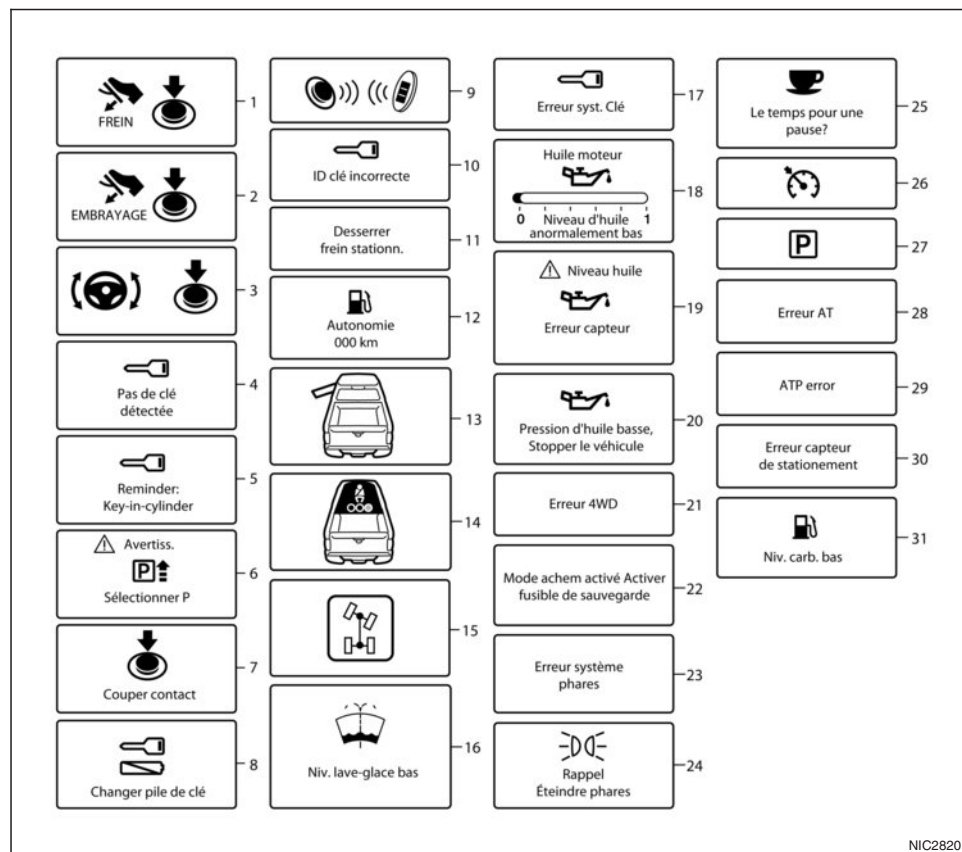 FREIN
1
EMBRAYAGE
2
3
Pas de clé
détectée
4
Reminder:
Key-in-cylinder
5
Avertiss.
P
Sélectionner P
6
Couper contact
7
Changer pile de clé
8
9
ID clé incorrecte
10
Desserrer
frein stationn.
11
Autonomie
000 km
12
13
14
15
Niv. lave-glace bas
16
Erreur syst. Clé
17
Huile moteur
0
1
Niveau d'huile
anormalement bas
18
Niveau huile
Erreur capteur
19
Pression d'huile basse,
Stopper le véhicule
20
Erreur 4WD
21
Mode achem activé Activer
fusible de sauvegarde
22
Erreur système
phares
23
Rappel
Éteindre phares
24
Le temps pour une
pause?
25
26
P
27
Erreur AT
28
ATP error
29
Erreur capteur
de stationement
30
Niv. carb. bas
31
NIC2820